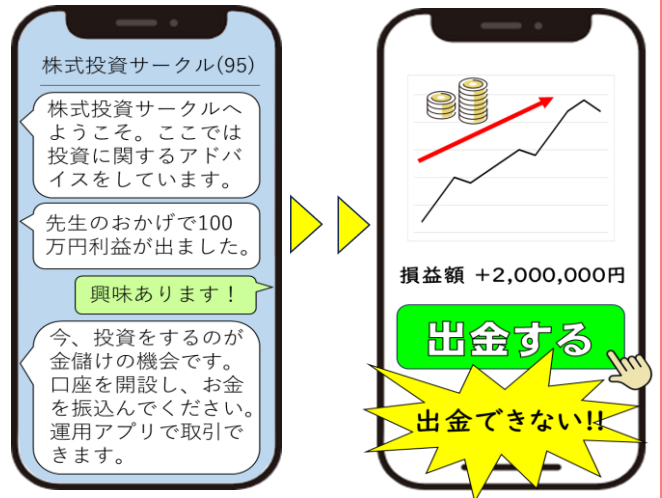 株式投資サークル(95)
株式投資サークルへ
ようこそ。ここでは
投資に関するアドバ
イスをしています。
先生のおかげで100
万円利益が出ました。
興味あります！
今、投資をするのが
金儲けの機会です。
口座を開設し、お金
を振込んでください。
運用アプリで取引で
きます。
損益額 +2,000,000円
出金する
出金できない!!